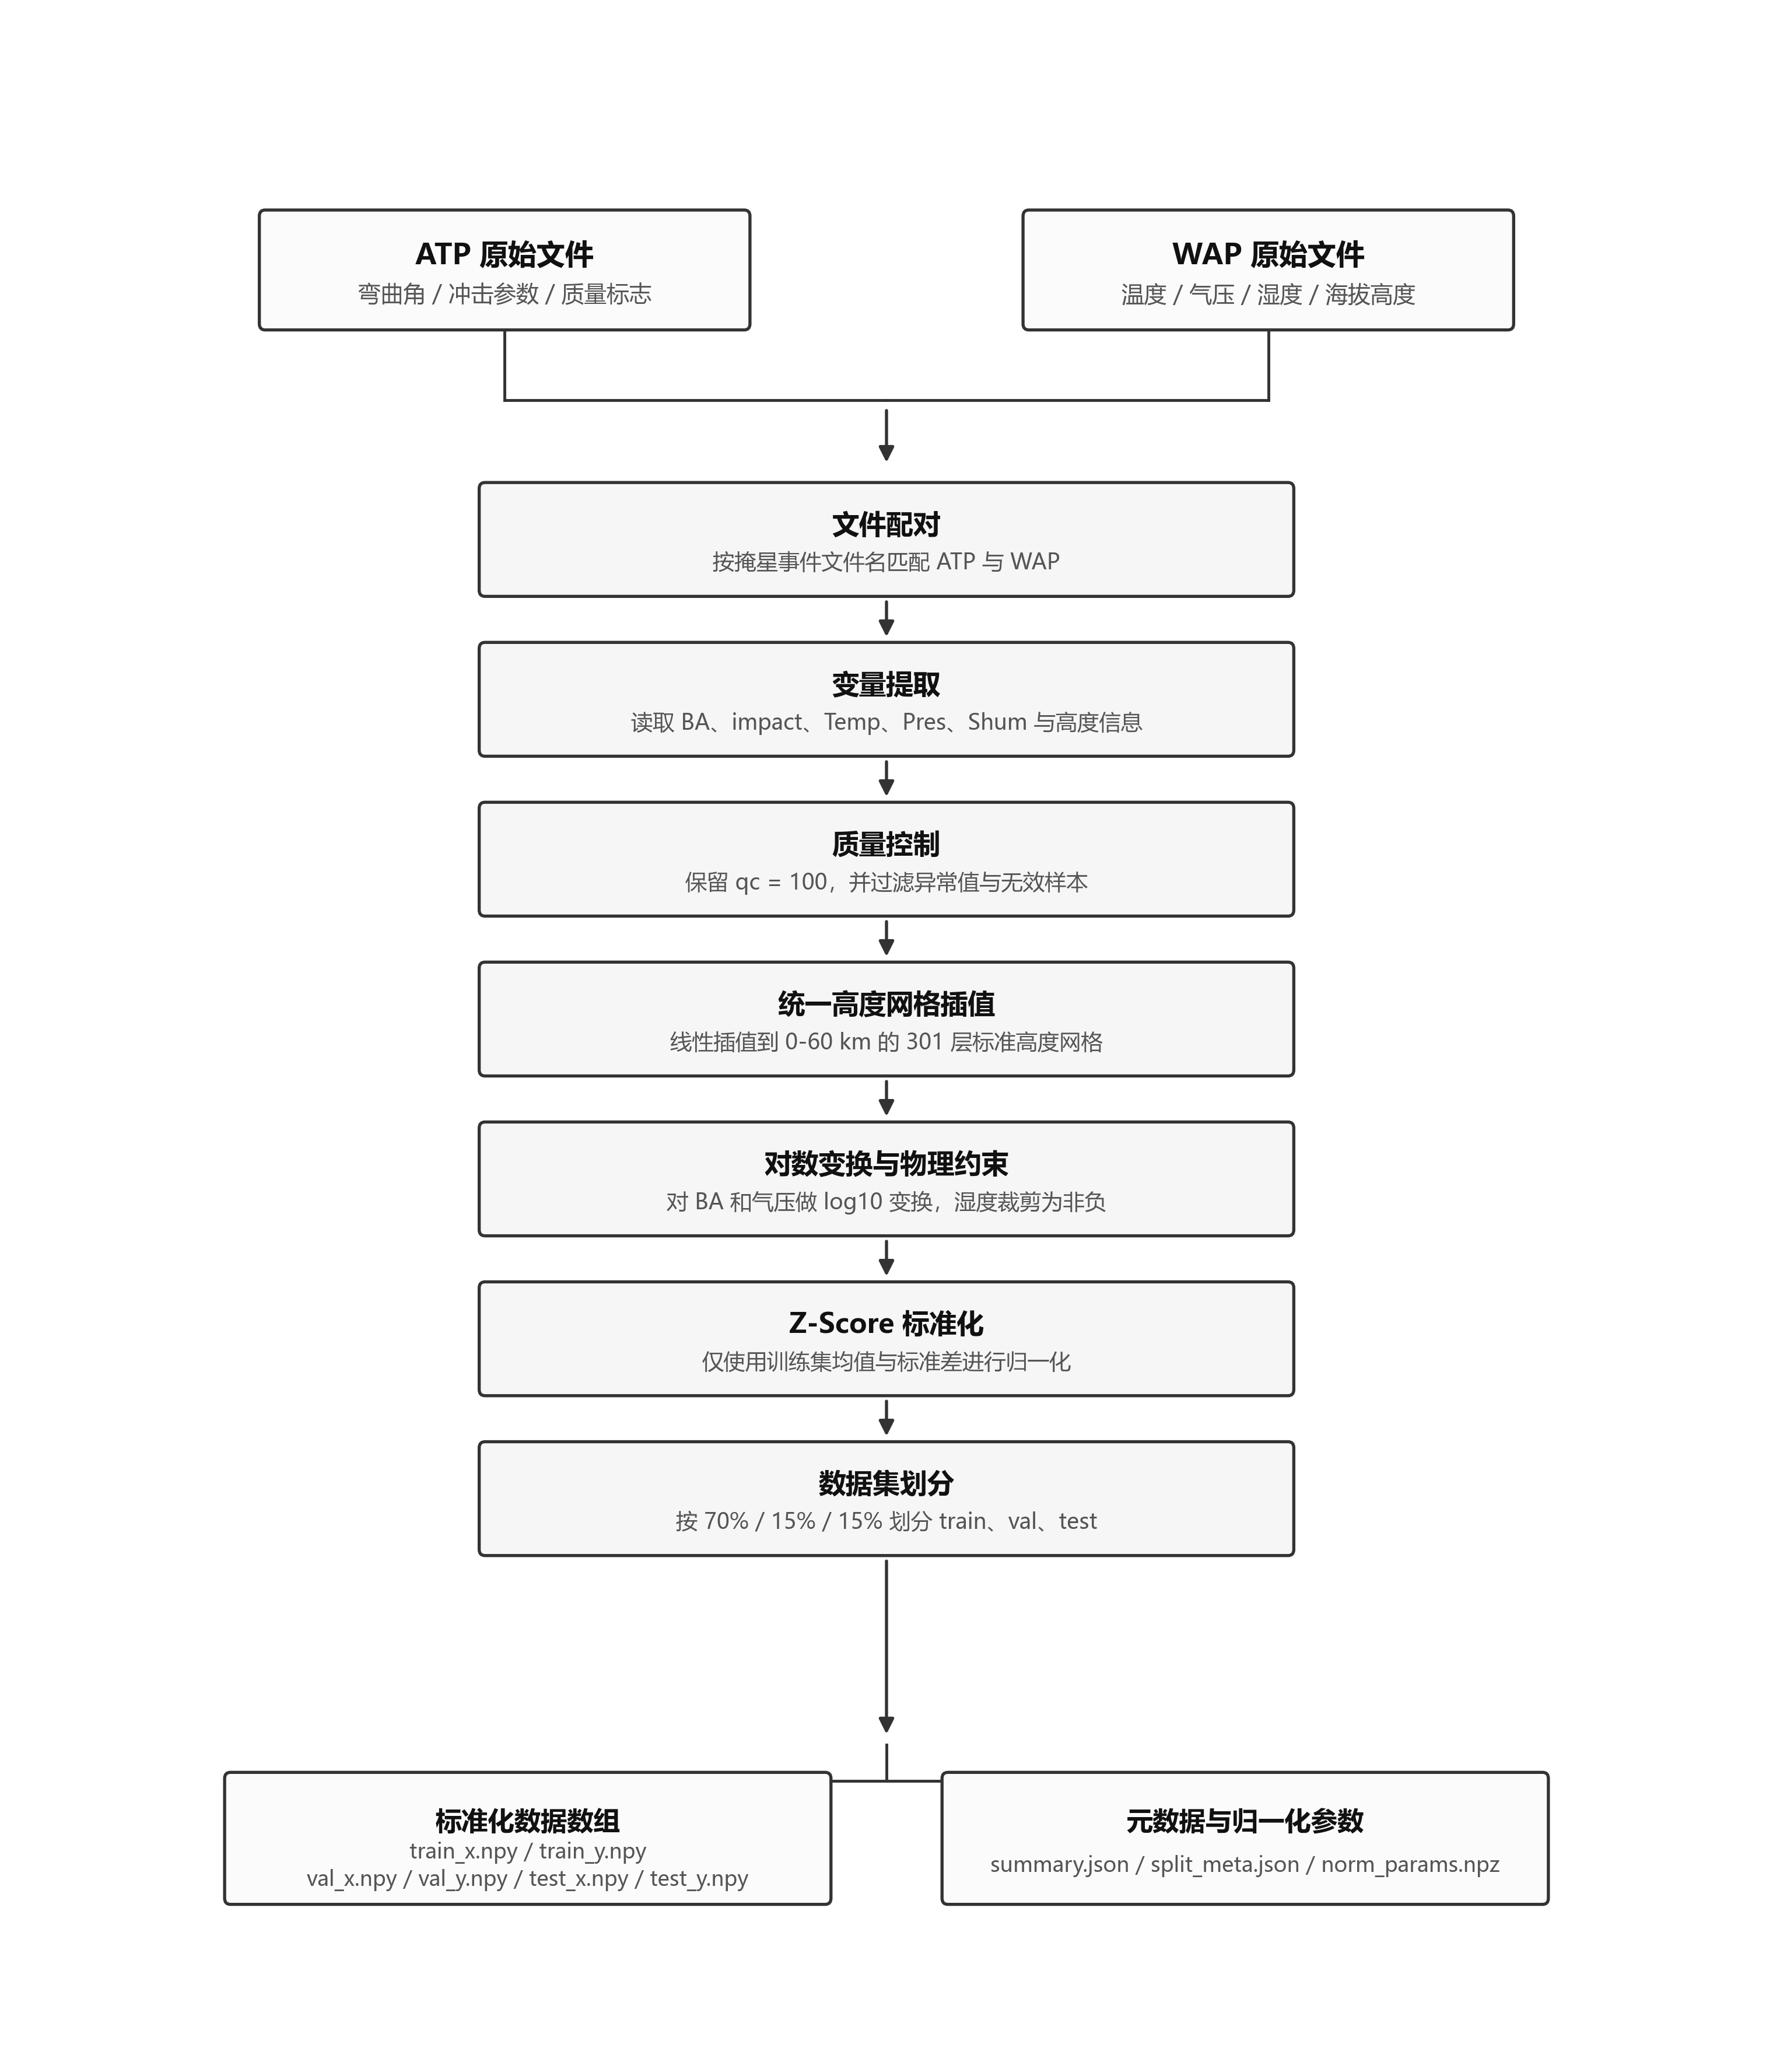 ATP 原始文件
弯曲角 / 冲击参数 / 质量标志
WAP 原始文件
温度 / 气压 / 湿度 / 海拔高度
文件配对
按掩星事件文件名匹配 ATP 与 WAP
变量提取
读取 BA、impact、Temp、Pres、Shum 与高度信息
质量控制
保留 qc = 100，并过滤异常值与无效样本
统一高度网格插值
线性插值到 0-60 km 的 301 层标准高度网格
对数变换与物理约束
对 BA 和气压做 log10 变换，湿度裁剪为非负
Z-Score 标准化
仅使用训练集均值与标准差进行归一化
数据集划分
按 70% / 15% / 15% 划分 train、val、test
标准化数据数组
train_x.npy / train_y.npy
val_x.npy / val_y.npy / test_x.npy / test_y.npy
元数据与归一化参数
summary.json / split_meta.json / norm_params.npz